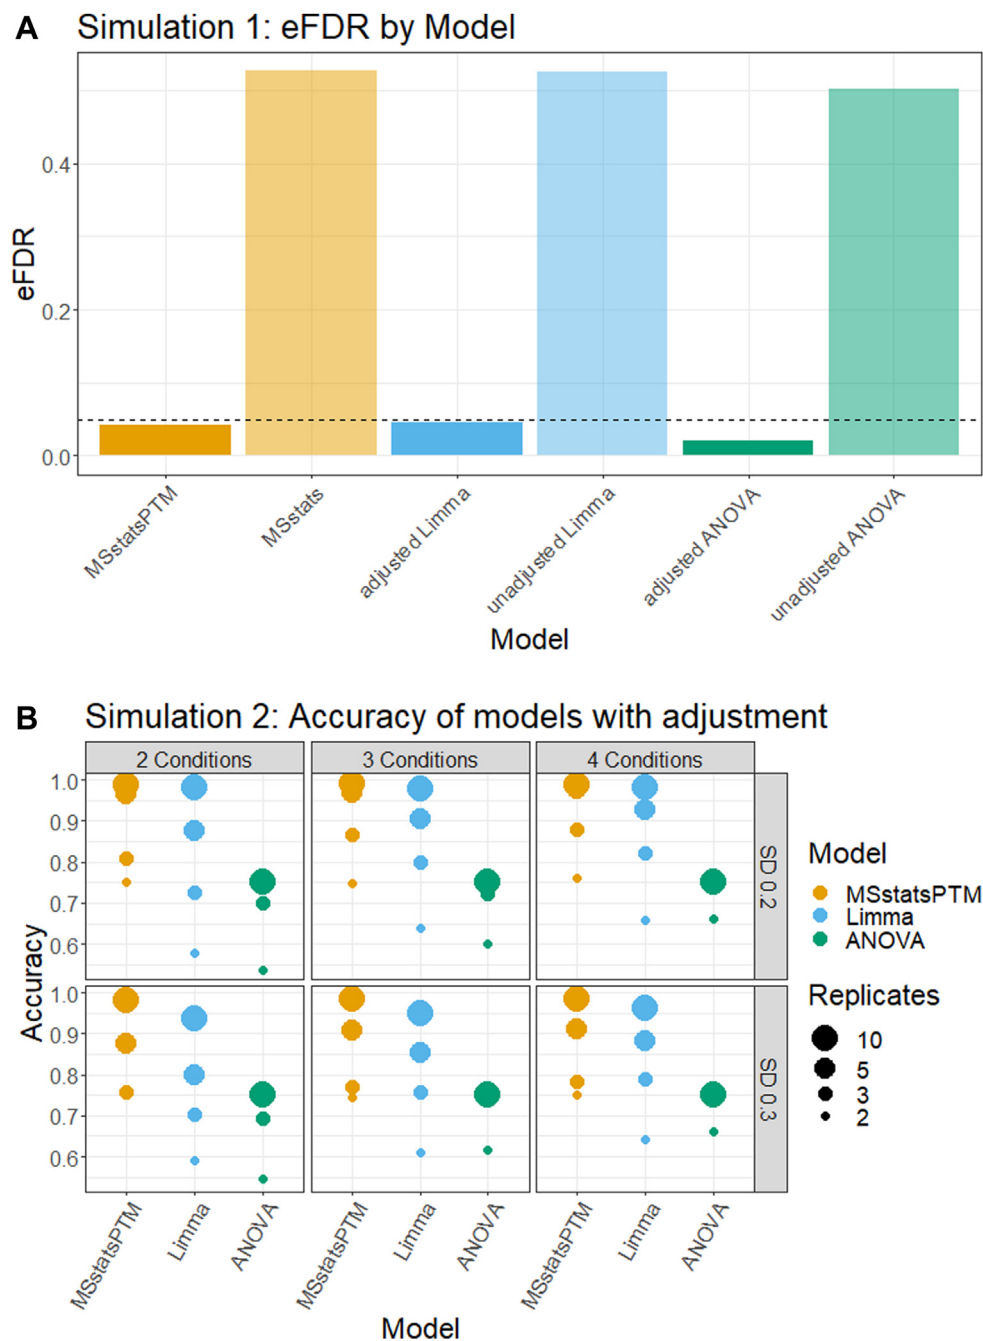 A
Simulation 1: eFDR by Model
eFDR
0.4
0.2
0.0
MSstatsPTM
MSstats
adjusted Limma
unadjusted Limma
adjusted ANOVA
unadjusted ANOVA
Model
B
Simulation 2: Accuracy of models with adjustment
2 Conditions
3 Conditions
4 Conditions
Accuracy
1.0
0.9
0.8
0.7
0.6
SD 0.2
1.0
0.9
0.8
0.7
0.6
SD 0.3
MSstatsPTM
Limma
ANOVA
MSstatsPTM
Limma
ANOVA
MSstatsPTM
Limma
ANOVA
Model
Model
MSstatsPTM
Limma
ANOVA
Replicates
10
5
3
2